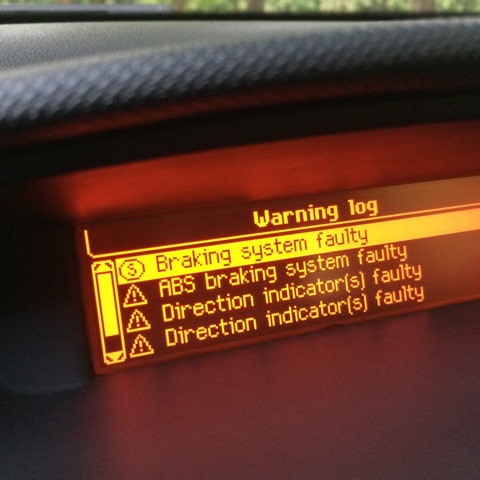 Warning log
Braking system faulty
ABS braking system faulty
Direction indicator(s) faulty
Direction indicator(s) faulty